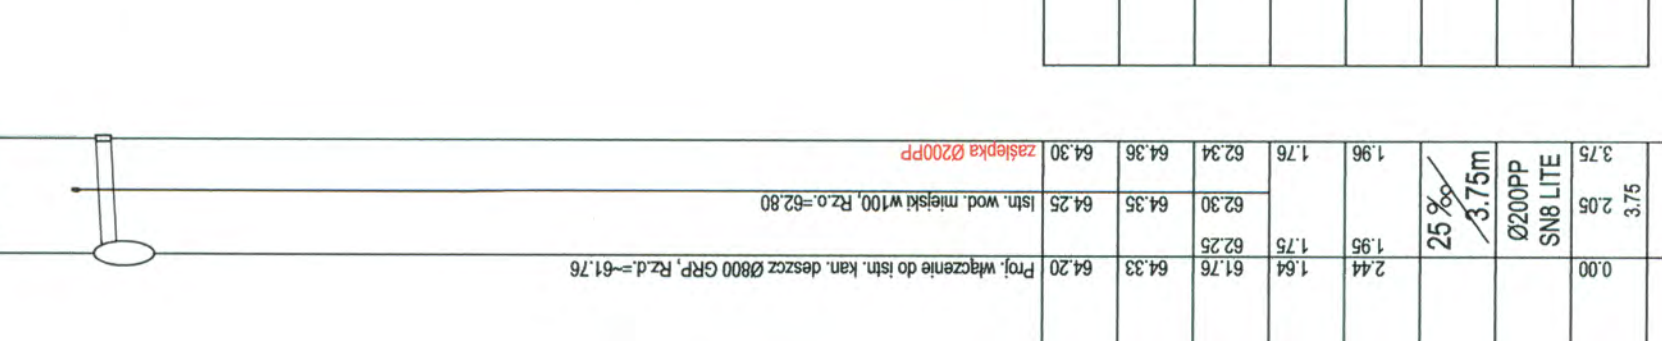 zaślepka Ø200PP 64.30 64.36 62.34 1.76 1.96 3.75
Istn. wod. miejski w100, Rz.o.=62.80 64.25 64.35 62.30 2.05
62.25 1.75 1.95
Proj. włączenie do istn. kan. deszcz Ø800 GRP, Rz.d.=~61.76 64.20 64.33 61.76 1.64 2.44 0.00
25 ‰
3.75m
Ø200PP
SN8 LITE
3.75